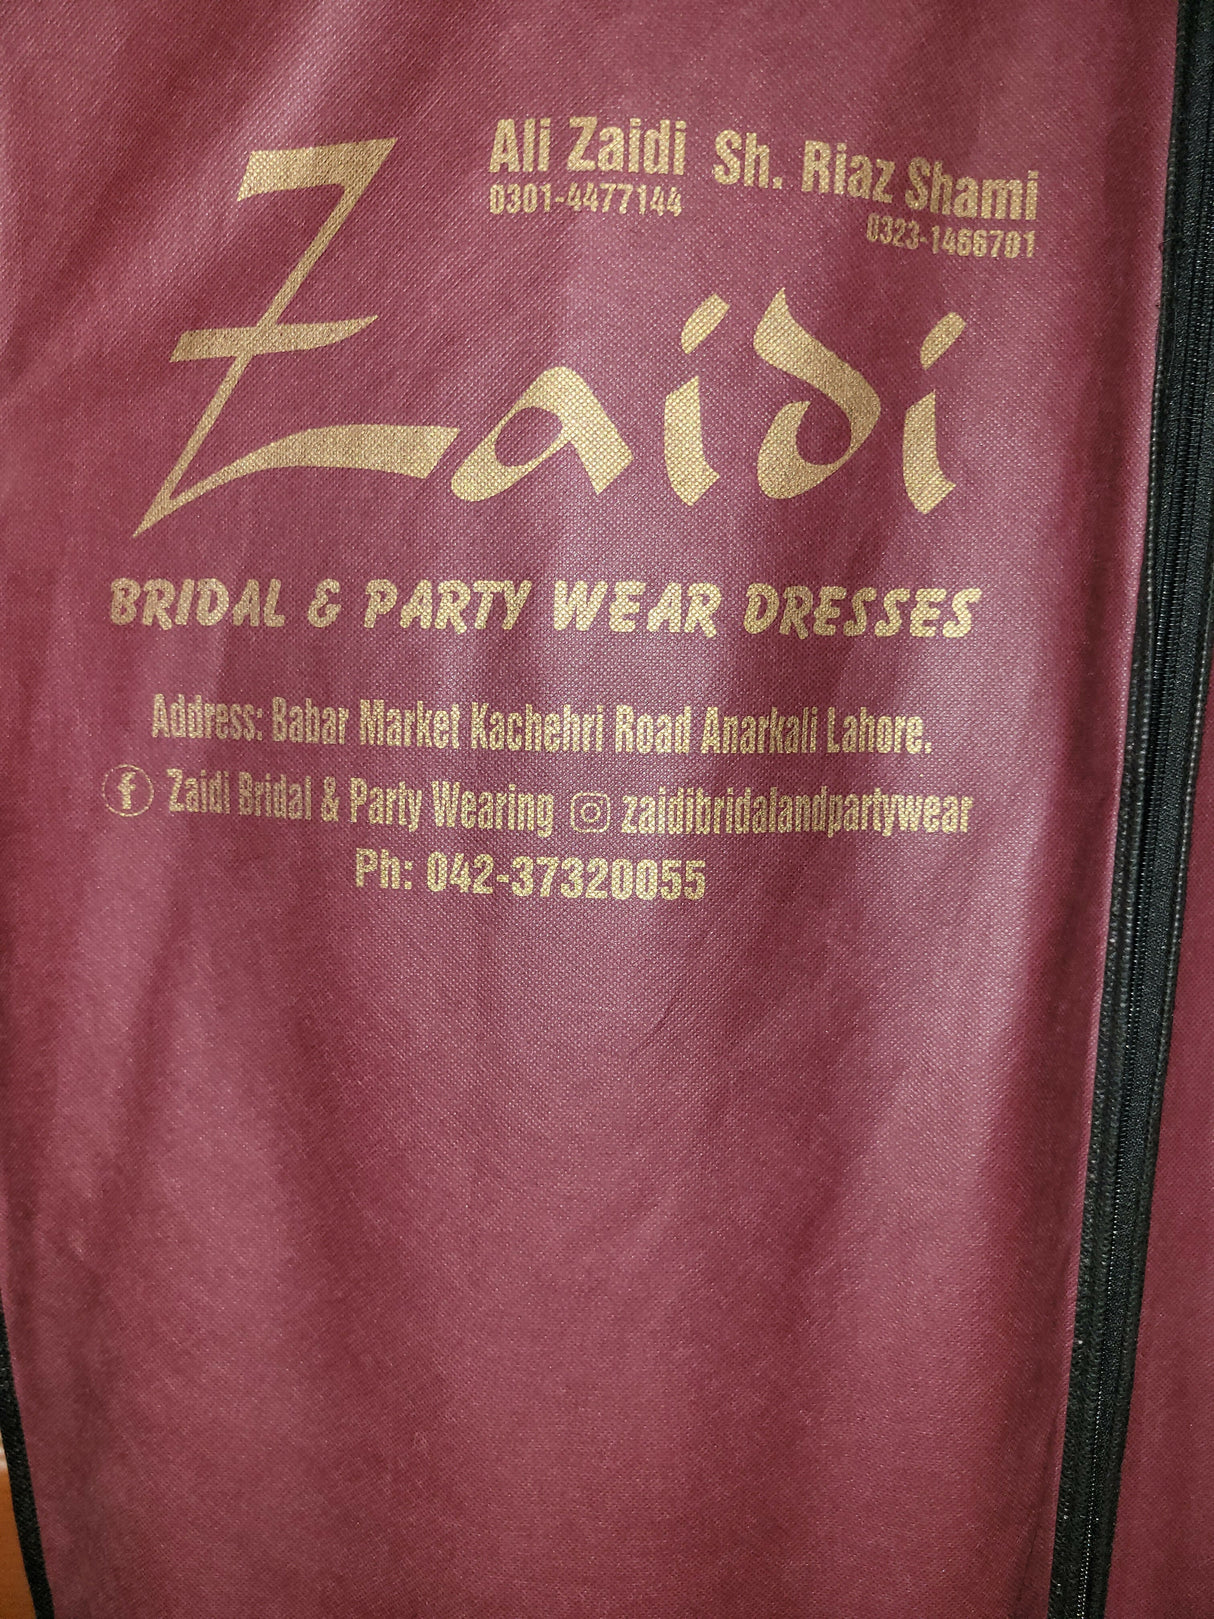 Ali Zaidi Sh. Riaz Shami
0301-4477144 0323-1466701
Zaidi
BRIDAL & PARTY WEAR DRESSES
Address: Babar Market Kachehri Road Anarkali Lahore.
Zaidi Bridal & Party Wearing zaidibridalandpartywear
Ph: 042-37320055